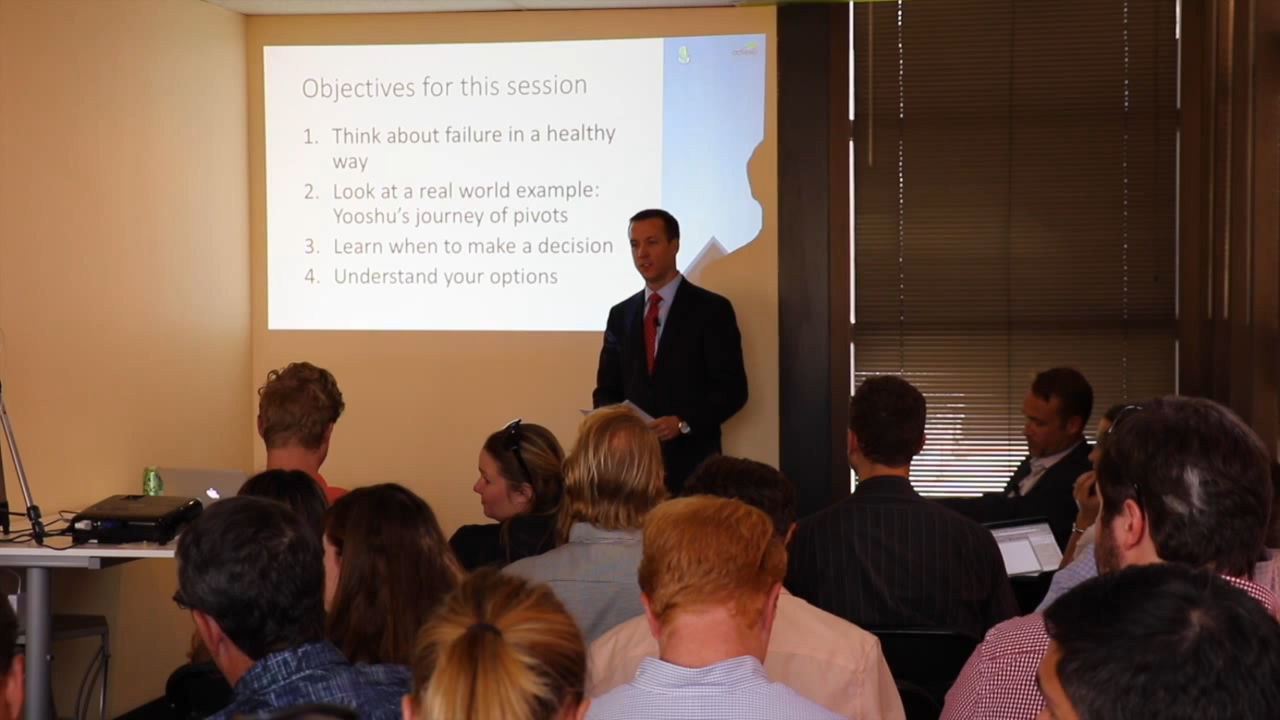 Objectives for this session
1. Think about failure in a healthy
way
2. Look at a real world example:
Yooshu's journey of pivots
3. Learn when to make a decision
4. Understand your options